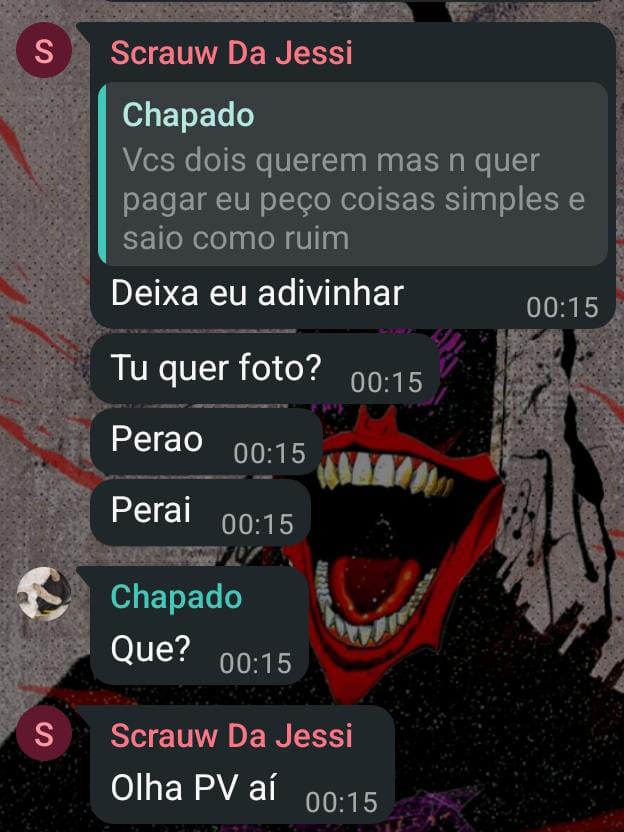 S
Scrauw Da Jessi
Chapado
Vcs dois querem mas n quer
pagar eu peço coisas simples e
saio como ruim
Deixa eu adivinhar
00:15
Tu quer foto? 00:15
Perao 00:15
Perai 00:15
Chapado
Que? 00:15
S
Scrauw Da Jessi
Olha PV aí 00:15